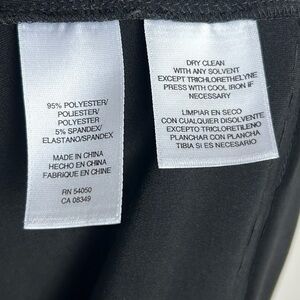 95% POLYESTER/
POLIESTER/
POLYESTER
5% SPANDEX/
ELASTANO/SPANDEX
MADE IN CHINA
HECHO EN CHINA
FABRIQUE EN CHINE
RN 54050
CA 08349
DRY CLEAN
WITH ANY SOLVENT
EXCEPT TRICHLORETHELYNE
PRESS WITH COOL IRON IF
NECESSARY
LIMPIAR EN SECO
CON CUALQUIER DISOLVENTE
EXCEPTO TRICLORETILENO
PLANCHAR CON PLANCHA
TIBIA SI ES NECESARIO